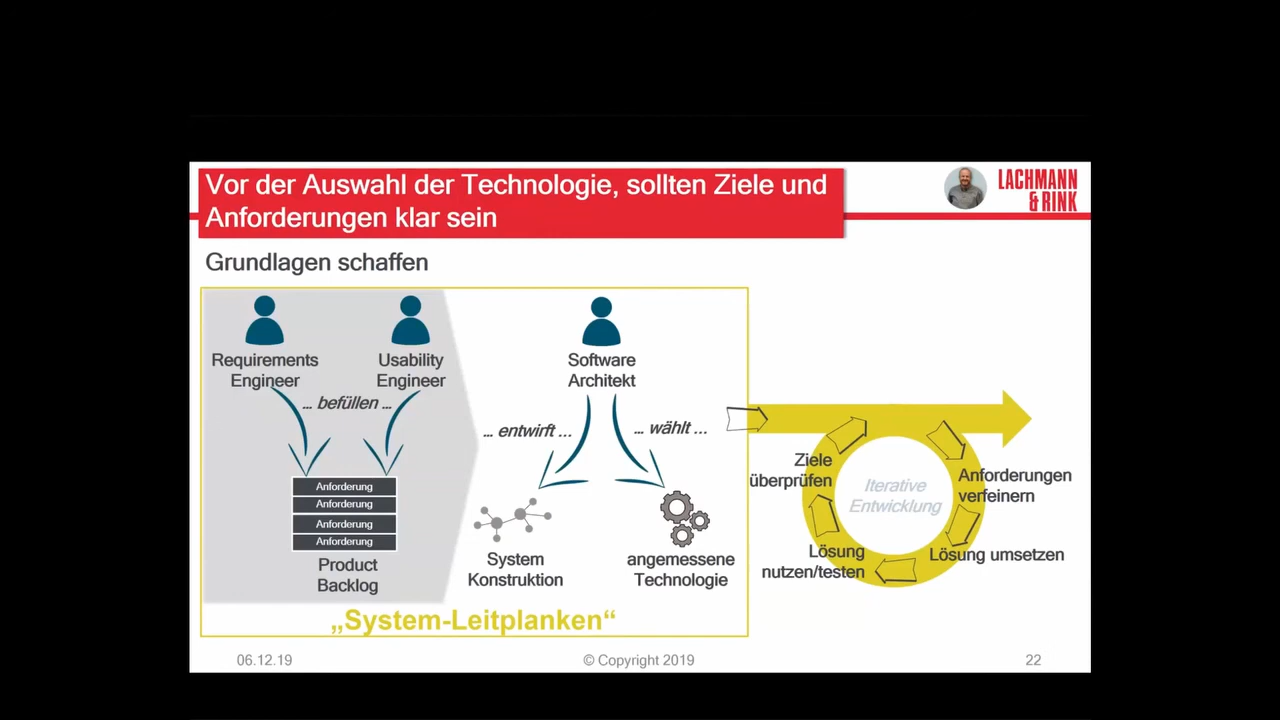 Vor der Auswahl der Technologie, sollten Ziele und
Anforderungen klar sein
LACHMANN
& RINK
Grundlagen schaffen
Requirements
Engineer
Usability
Engineer
... befüllen ...
Anforderung
Anforderung
Anforderung
Anforderung
Product
Backlog
Software
Architekt
... entwirft ...
... wählt ...
System
Konstruktion
angemessene
Technologie
„System-Leitplanken“
Ziele
überprüfen
Iterative
Entwicklung
Anforderungen
verfeinern
Lösung
nutzen/testen
Lösung umsetzen
06.12.19
© Copyright 2019
22